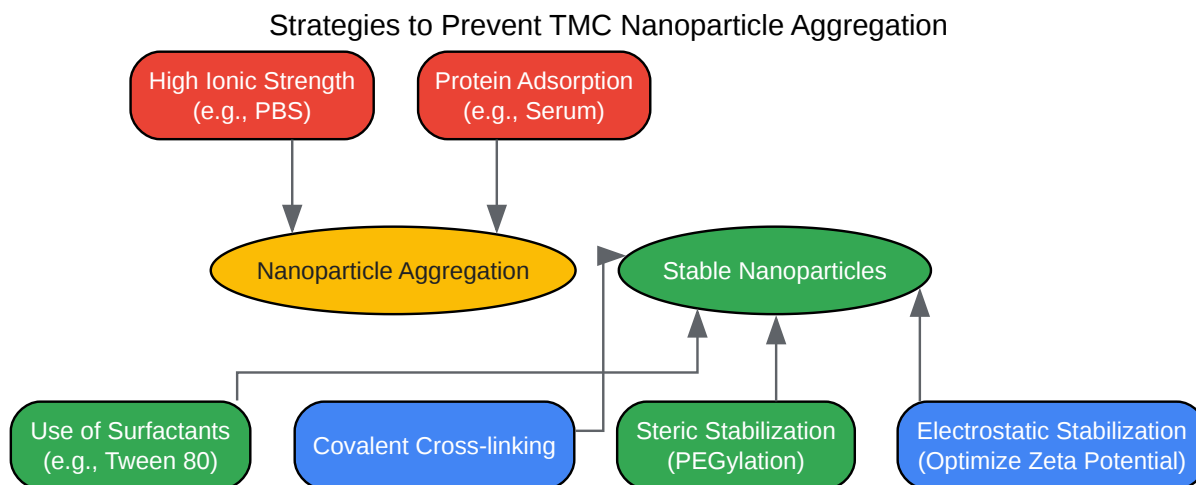 Strategies to Prevent TMC Nanoparticle Aggregation
High Ionic Strength
(e.g., PBS)
Protein Adsorption
(e.g., Serum)
Nanoparticle Aggregation
Stable Nanoparticles
Use of Surfactants
(e.g., Tween 80)
Covalent Cross-linking
Steric Stabilization
(PEGylation)
Electrostatic Stabilization
(Optimize Zeta Potential)